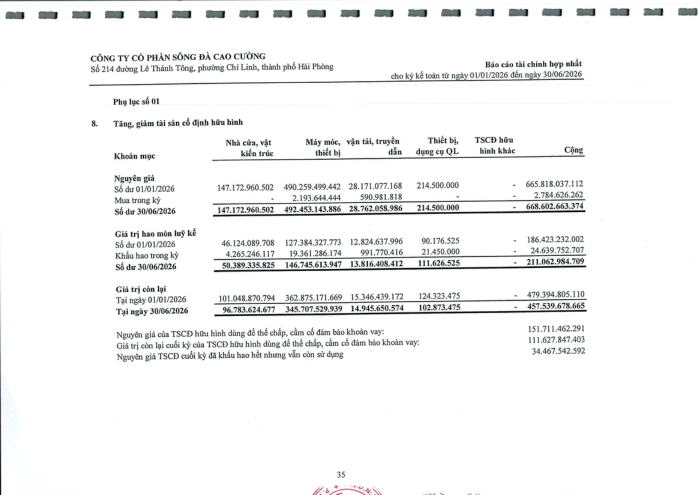 CÔNG TY CỔ PHẦN SÔNG ĐÀ CAO CƯỜNG
Số 214 đường Lê Thánh Tông, phường Chí Linh, thành phố Hải Phòng
Báo cáo tài chính hợp nhất
cho kỳ kế toán từ ngày 01/01/2026 đến ngày 30/06/2026
Phụ lục số 01
8. Tăng, giảm tài sản cố định hữu hình
Khoản mục Nhà cửa, vật kiến trúc Máy móc, thiết bị vận tải, truyền dẫn Thiết bị, dụng cụ QL TSCĐ hữu hình khác Cộng
Nguyên giá
Số dư 01/01/2026 147.172.960.502 490.259.499.442 28.171.077.168 214.500.000 - 665.818.037.112
Mua trong kỳ - 2.193.644.444 590.981.818 - - 2.784.626.262
Số dư 30/06/2026 147.172.960.502 492.453.143.886 28.762.058.986 214.500.000 - 668.602.663.374
Giá trị hao mòn luỹ kế
Số dư 01/01/2026 46.124.089.708 127.384.327.773 12.824.637.996 90.176.525 - 186.423.232.002
Khấu hao trong kỳ 4.265.246.117 19.361.286.174 991.770.416 21.450.000 - 24.639.752.707
Số dư 30/06/2026 50.389.335.825 146.745.613.947 13.816.408.412 111.626.525 - 211.062.984.709
Giá trị còn lại
Tại ngày 01/01/2026 101.048.870.794 362.875.171.669 15.346.439.172 124.323.475 - 479.394.805.110
Tại ngày 30/06/2026 96.783.624.677 345.707.529.939 14.945.650.574 102.873.475 - 457.539.678.665
Nguyên giá của TSCĐ hữu hình dùng để thế chấp, cầm cố đảm bảo khoản vay: 151.711.462.291
Giá trị còn lại cuối kỳ của TSCĐ hữu hình dùng để thế chấp, cầm cố đảm bảo khoản vay: 111.627.847.403
Nguyên giá TSCĐ cuối kỳ đã khấu hao hết nhưng vẫn còn sử dụng 34.467.542.592
35